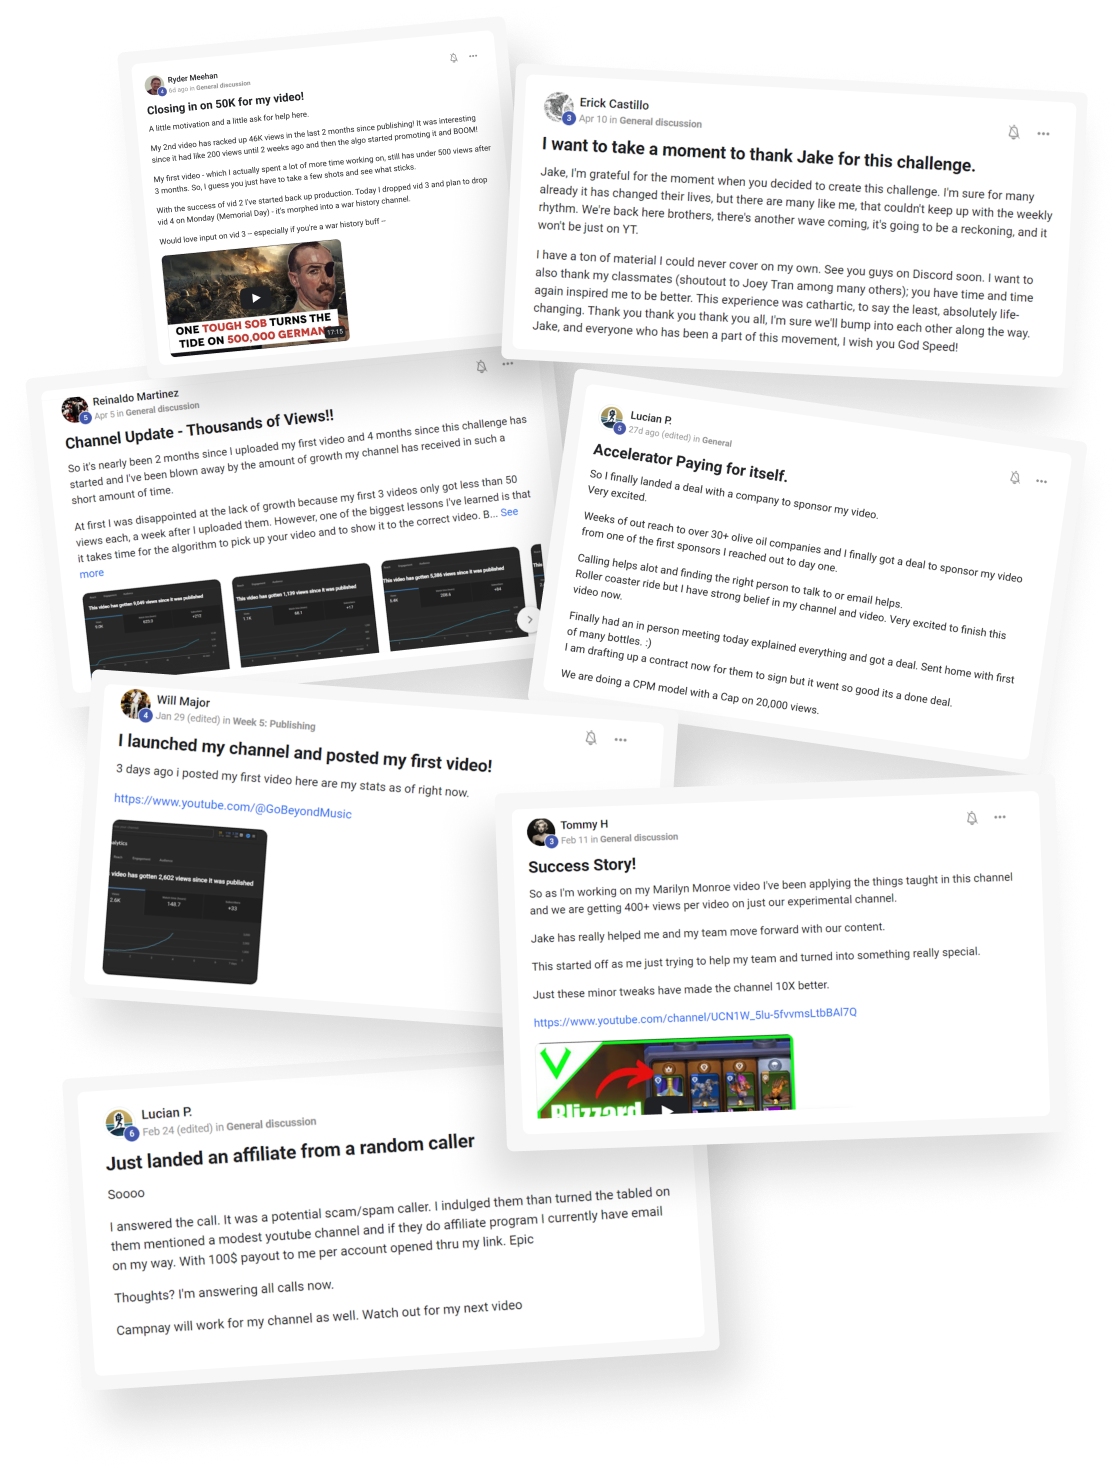 Ryder Meehan
4
6d ago in General discussion
Closing in on 50K for my video!
A little motivation and a little ask for help here.
My 2nd video has racked up 46K views in the last 2 months since publishing! It was interesting
since it had like 200 views until 2 weeks ago and then the algo started promoting it and BOOM!
My first video - which I actually spent a lot of more time working on, still has under 500 views after
3 months. So, I guess you just have to take a few shots and see what sticks.
With the success of vid 2 I've started back up production. Today I dropped vid 3 and plan to drop
vid 4 on Monday (Memorial Day) - it's morphed into a war history channel.
Would love input on vid 3 – especially if you're a war history buff –
ONE TOUGH SOB TURNS THE
TIDE ON 500,000 GERMAN
17:15
Erick Castillo
3
Apr 10 in General discussion
I want to take a moment to thank Jake for this challenge.
Jake, I'm grateful for the moment when you decided to create this challenge. I'm sure for many
already it has changed their lives, but there are many like me, that couldn't keep up with the weekly
rhythm. We're back here brothers, there's another wave coming, it's going to be a reckoning, and it
won't be just on YT.
I have a ton of material I could never cover on my own. See you guys on Discord soon. I want to
also thank my classmates (shoutout to Joey Tran among many others); you have time and time
again inspired me to be better. This experience was cathartic, to say the least, absolutely life-
changing. Thank you thank you thank you all, I'm sure we'll bump into each other along the way.
Jake, and everyone who has been a part of this movement, I wish you God Speed!
Reinaldo Martinez
5
Apr 5 in General discussion
Channel Update - Thousands of Views!!
So it's nearly been 2 months since I uploaded my first video and 4 months since this challenge has
started and I've been blown away by the amount of growth my channel has received in such a
short amount of time.
At first I was disappointed at the lack of growth because my first 3 videos only got less than 50
views each, a week after I uploaded them. However, one of the biggest lessons I've learned is that
it takes time for the algorithm to pick up your video and to show it to the correct video. B... See
more
This video has gotten 9,049 views since it was published
This video has gotten 1,139 views since it was published
This video has gotten 5,386 views since it was published
Lucian P.
5
27d ago (edited) in General
Accelerator Paying for itself.
So I finally landed a deal with a company to sponsor my video.
Very excited.
Weeks of out reach to over 30+ olive oil companies and I finally got a deal to sponsor my video
from one of the first sponsors I reached out to day one.
Calling helps alot and finding the right person to talk to or email helps.
Roller coaster ride but I have strong belief in my channel and video. Very excited to finish this
video now.
Finally had an in person meeting today explained everything and got a deal. Sent home with first
of many bottles. :)
I am drafting up a contract now for them to sign but it went so good its a done deal.
We are doing a CPM model with a Cap on 20,000 views.
Will Major
4
Jan 29 (edited) in Week 5: Publishing
I launched my channel and posted my first video!
3 days ago i posted my first video here are my stats as of right now.
https://www.youtube.com/@GoBeyondMusic
alytics
video has gotten 2,602 views since it was published
2.6K
148.7
+33
Tommy H
3
Feb 11 in General discussion
Success Story!
So as I'm working on my Marilyn Monroe video I've been applying the things taught in this channel
and we are getting 400+ views per video on just our experimental channel.
Jake has really helped me and my team move forward with our content.
This started off as me just trying to help my team and turned into something really special.
Just these minor tweaks have made the channel 10X better.
https://www.youtube.com/channel/UCN1W_5lu-5fvvmsLtbBAl7Q
Blizzard
Lucian P.
6
Feb 24 (edited) in General discussion
Just landed an affiliate from a random caller
Soooo
I answered the call. It was a potential scam/spam caller. I indulged them than turned the tabled on
them mentioned a modest youtube channel and if they do affiliate program I currently have email
on my way. With 100$ payout to me per account opened thru my link. Epic
Thoughts? I'm answering all calls now.
Campnay will work for my channel as well. Watch out for my next video